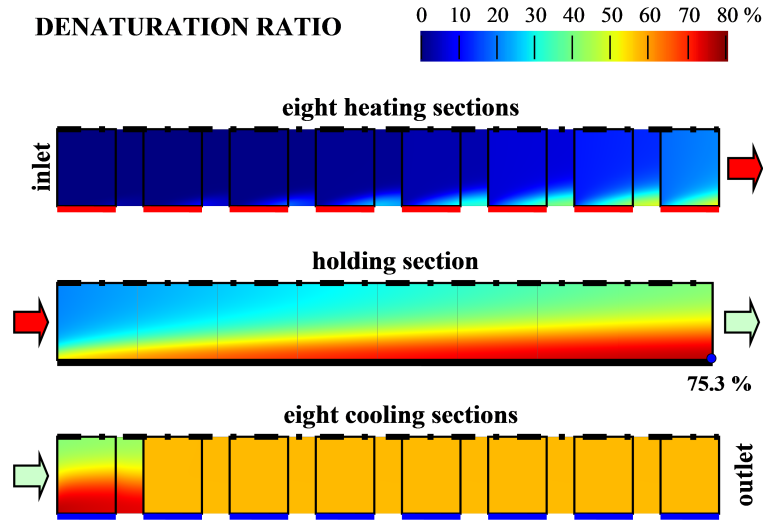 DENATURATION RATIO
0 10 20 30 40 50 60 70 80 %
eight heating sections
inlet
holding section
75.3 %
eight cooling sections
outlet